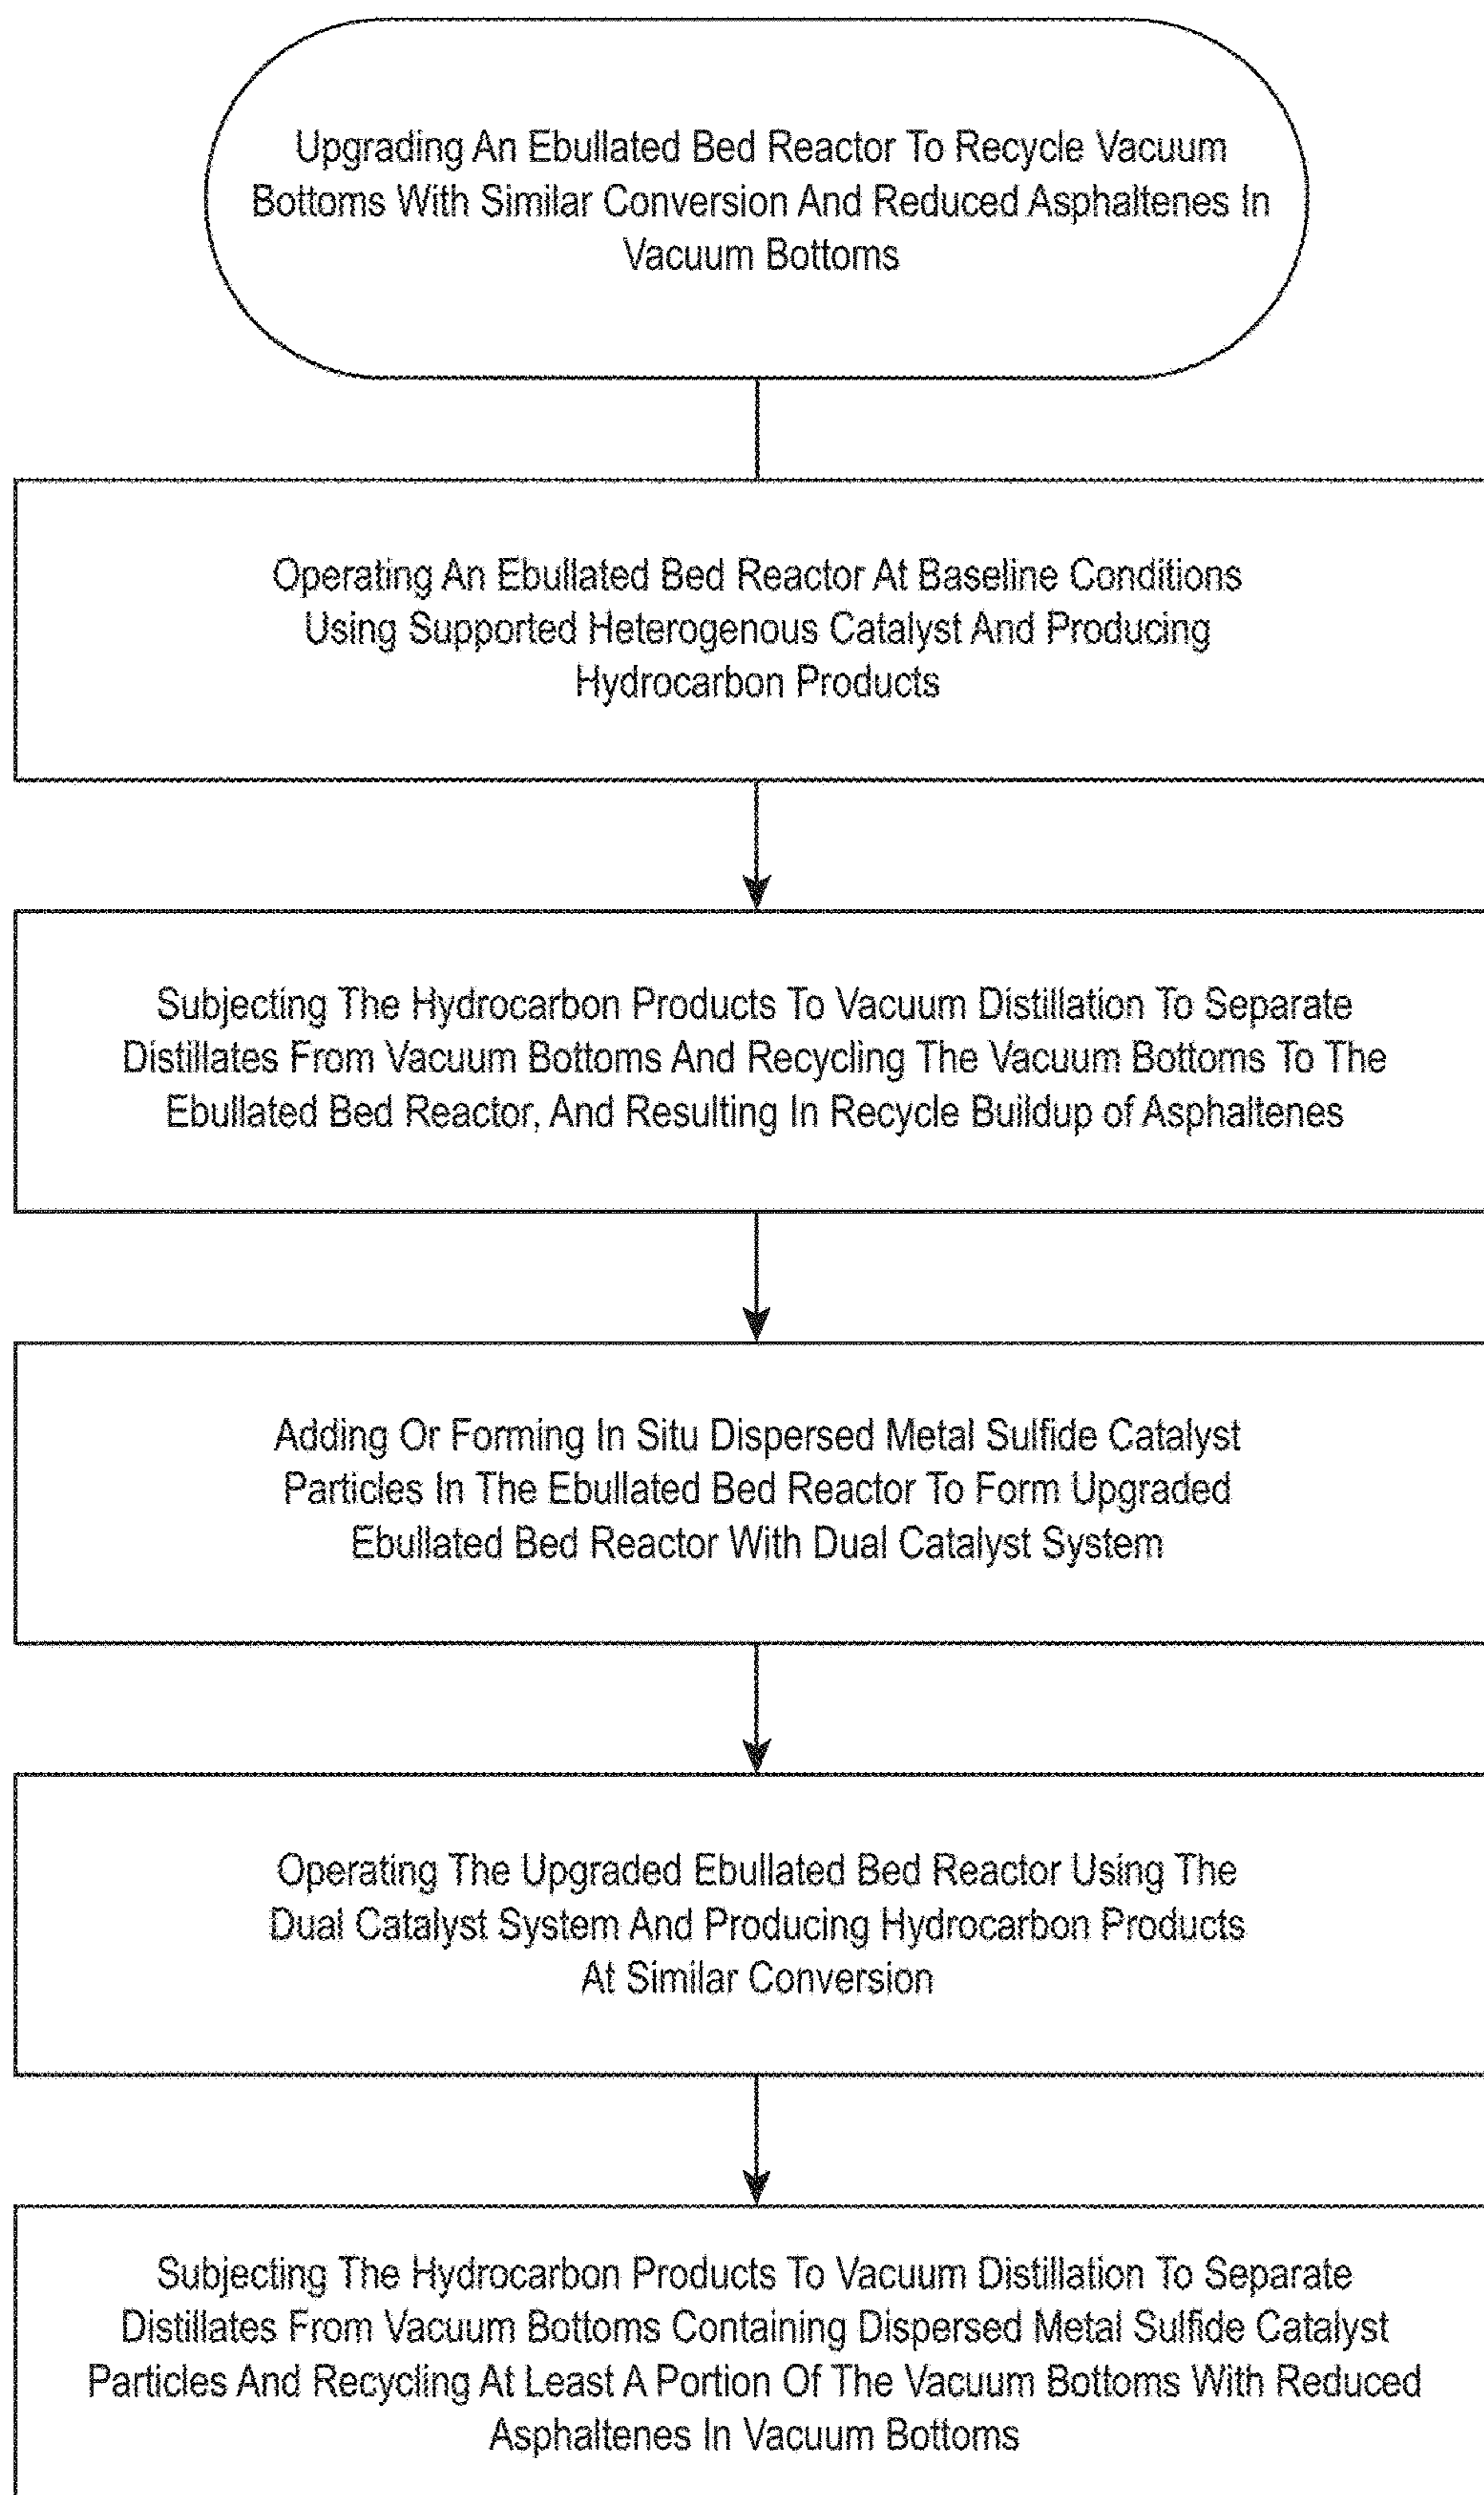 Upgrading An Ebullated Bed Reactor To Recycle Vacuum
Bottoms With Similar Conversion And Reduced Asphaltenes In
Vacuum Bottoms
Operating An Ebullated Bed Reactor At Baseline Conditions
Using Supported Heterogenous Catalyst And Producing
Hydrocarbon Products
Subjecting The Hydrocarbon Products To Vacuum Distillation To Separate
Distillates From Vacuum Bottoms And Recycling The Vacuum Bottoms To The
Ebullated Bed Reactor, And Resulting In Recycle Buildup of Asphaltenes
Adding Or Forming In Situ Dispersed Metal Sulfide Catalyst
Particles In The Ebullated Bed Reactor To Form Upgraded
Ebullated Bed Reactor With Dual Catalyst System
Operating The Upgraded Ebullated Bed Reactor Using The
Dual Catalyst System And Producing Hydrocarbon Products
At Similar Conversion
Subjecting The Hydrocarbon Products To Vacuum Distillation To Separate
Distillates From Vacuum Bottoms Containing Dispersed Metal Sulfide Catalyst
Particles And Recycling At Least A Portion Of The Vacuum Bottoms With Reduced
Asphaltenes In Vacuum Bottoms